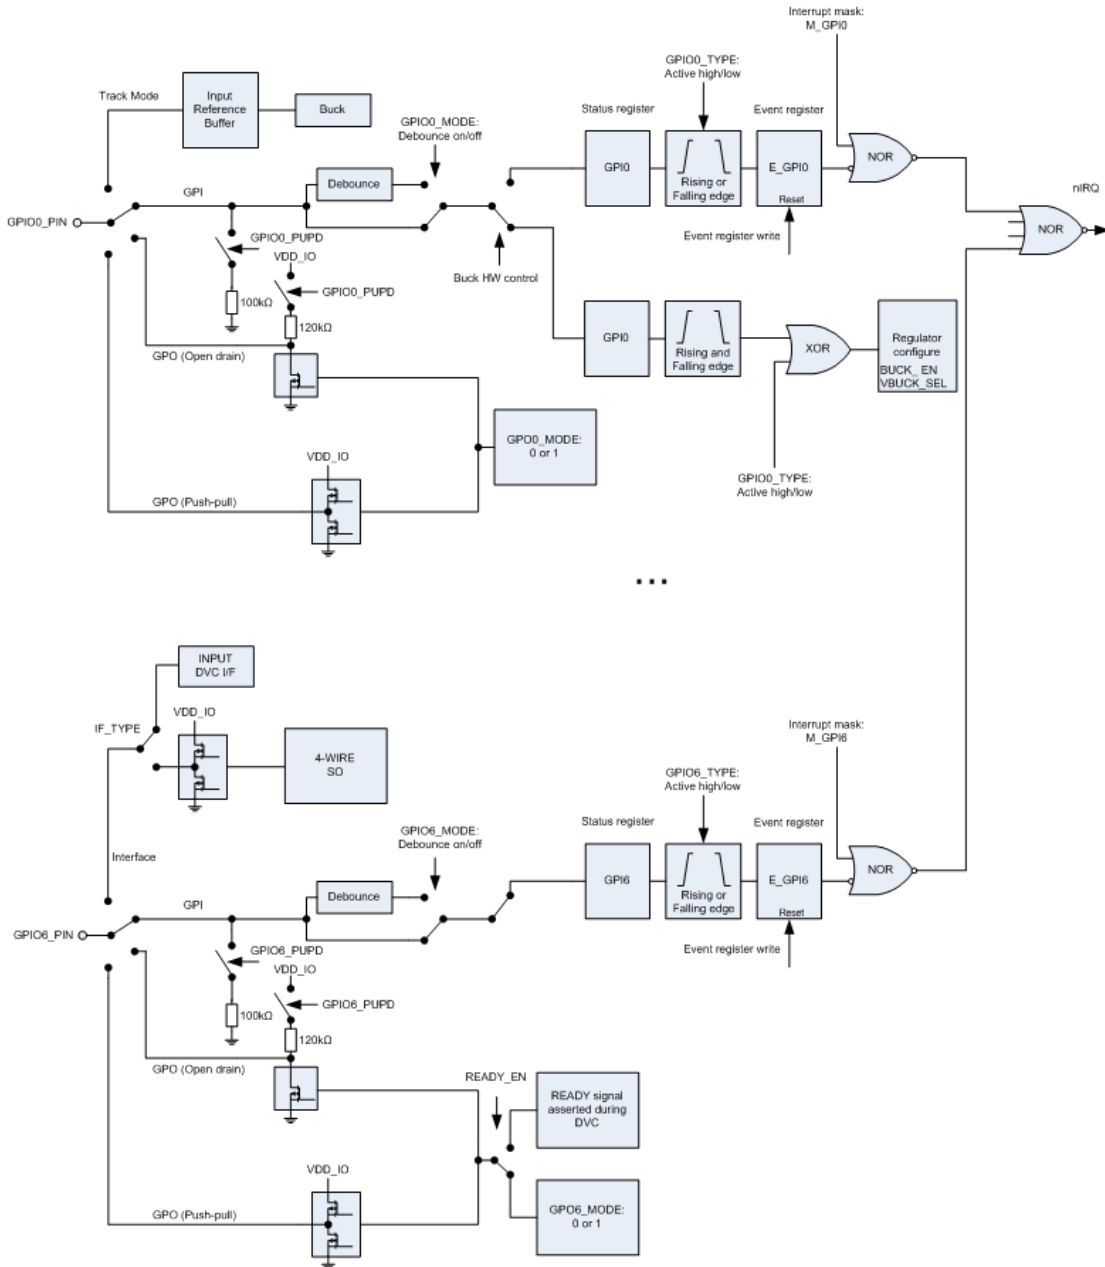 Interrupt mask:
M_GPI0
GPIO0_TYPE:
Active high/low
Track Mode
Input
Reference
Buffer
Buck
GPIO0_MODE:
Debounce on/off
Status register
Event register
Debounce
GPI0
Rising or
Falling edge
E_GPI0
Reset
NOR
nIRQ
GPI
GPIO0_PIN
GPIO0_PUPD
VDD_IO
Event register write
NOR
Buck HW control
GPIO0_PUPD
100kΩ
120kΩ
GPI0
Rising and
Falling edge
XOR
Regulator
configure
BUCK_ EN
VBUCK_SEL
GPO (Open drain)
GPO0_MODE:
0 or 1
VDD_IO
GPIO0_TYPE:
Active high/low
GPO (Push-pull)
...
INPUT
DVC I/F
IF_TYPE
VDD_IO
4-WIRE
SO
Interrupt mask:
M_GPI6
GPIO6_TYPE:
Active high/low
Interface
GPIO6_MODE:
Debounce on/off
Status register
Event register
Debounce
GPI6
Rising or
Falling edge
E_GPI6
Reset
NOR
GPI
GPIO6_PIN
GPIO6_PUPD
VDD_IO
Event register write
GPIO6_PUPD
100kΩ
120kΩ
GPO (Open drain)
READY_EN
READY signal
asserted during
DVC
VDD_IO
GPO (Push-pull)
GPO6_MODE:
0 or 1